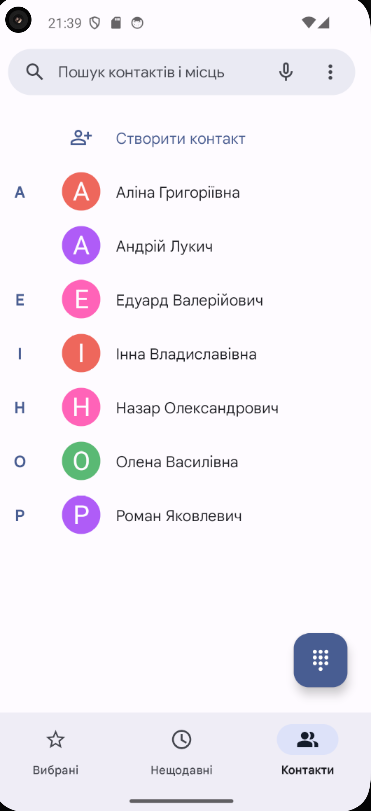 21:39
Пошук контактів і місць
Створити контакт
А
А
Аліна Григоріївна
А
Андрій Лукич
Е
Е
Едуард Валерійович
І
І
Інна Владиславівна
Н
Н
Назар Олександрович
О
О
Олена Василівна
Р
Р
Роман Яковлевич
Вибрані
Нещодавні
Контакти